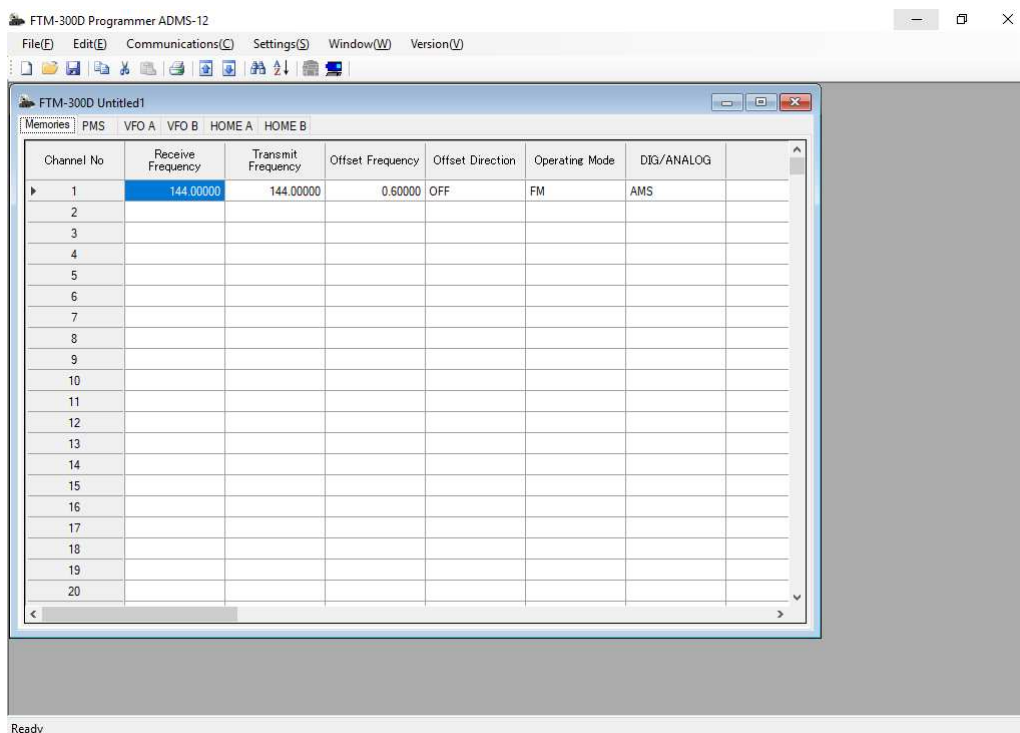 FTM-300D Programmer ADMS-12
File(F) Edit(E) Communications(C) Settings(S) Window(W) Version(V)
FTM-300D Untitled1
Memories PMS VFO A VFO B HOME A HOME B
Channel No Receive Frequency Transmit Frequency Offset Frequency Offset Direction Operating Mode DIG/ANALOG
1 144.00000 144.00000 0.60000 OFF FM AMS
2
3
4
5
6
7
8
9
10
11
12
13
14
15
16
17
18
19
20
Ready